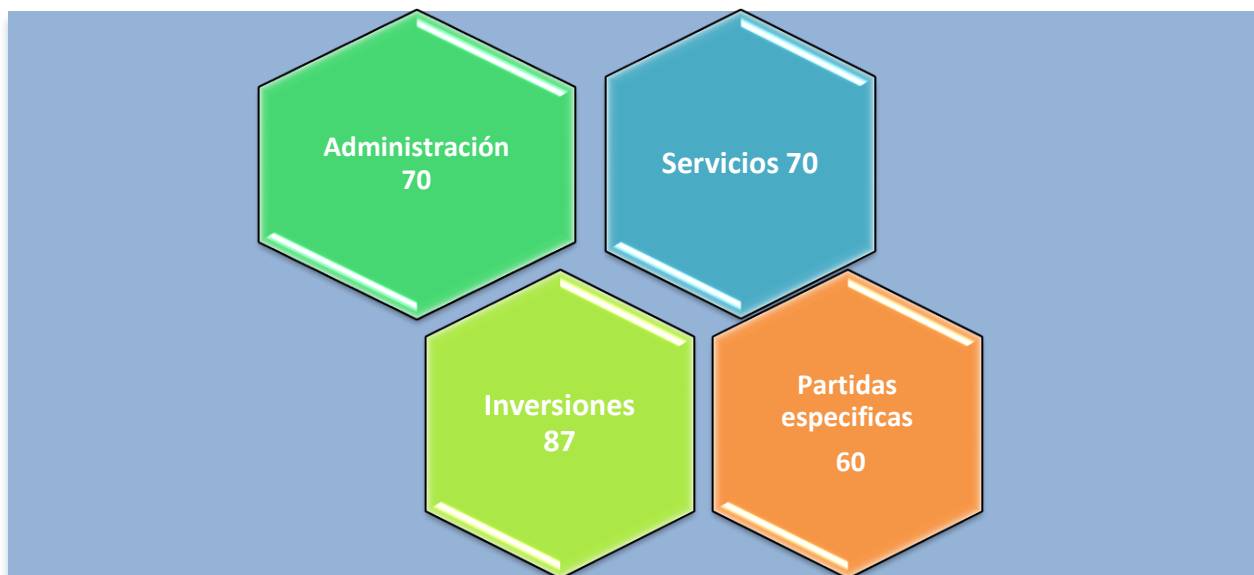 Administración
70
Servicios 70
Inversiones
87
Partidas
especificas
60